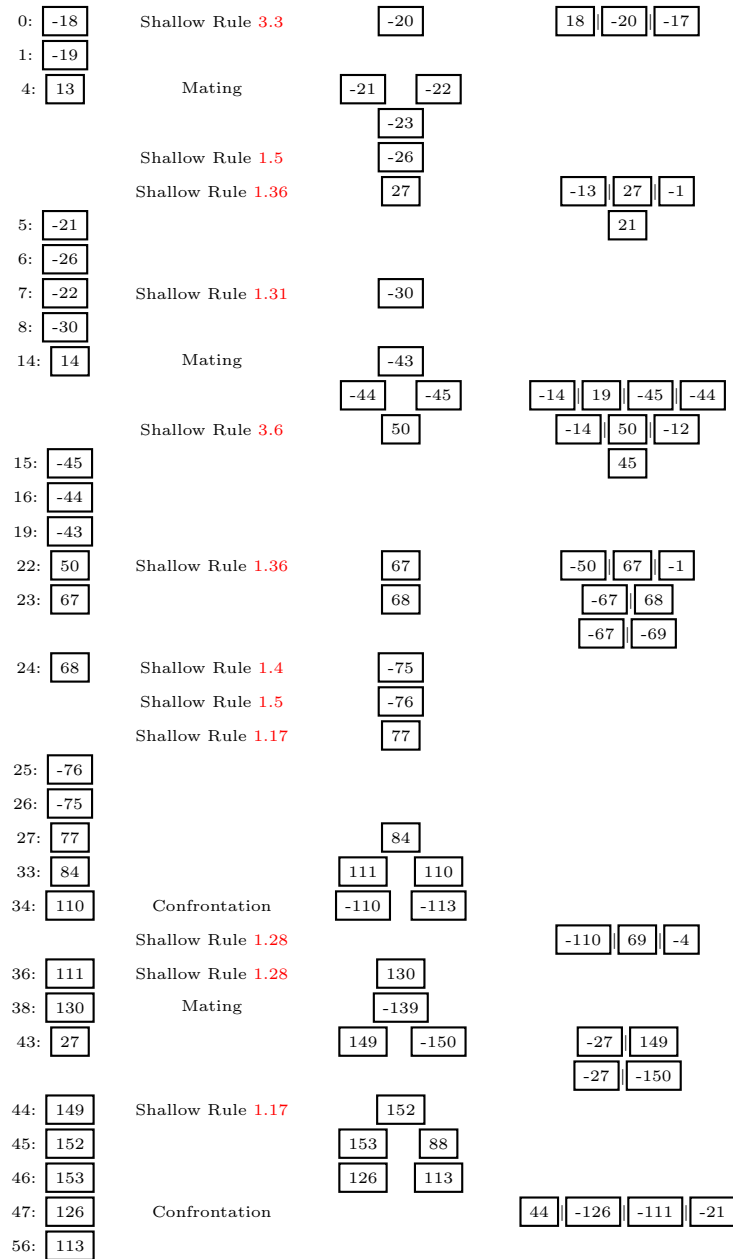 0: -18 Shallow Rule 3.3 -20 18 | -20 | -17
1: -19
4: 13 Mating -21 -22
-23
Shallow Rule 1.5 -26
Shallow Rule 1.36 27 -13 | 27 | -1
5: -21 21
6: -26
7: -22 Shallow Rule 1.31 -30
8: -30
14: 14 Mating -43
-44 -45 -14 | 19 | -45 | -44
Shallow Rule 3.6 50 -14 | 50 | -12
15: -45 45
16: -44
19: -43
22: 50 Shallow Rule 1.36 67 -50 | 67 | -1
23: 67 68 -67 | 68
-67 | -69
24: 68 Shallow Rule 1.4 -75
Shallow Rule 1.5 -76
Shallow Rule 1.17 77
25: -76
26: -75
27: 77 84
33: 84 111 110
34: 110 Confrontation -110 -113
Shallow Rule 1.28 -110 | 69 | -4
36: 111 Shallow Rule 1.28 130
38: 130 Mating -139
43: 27 149 -150 -27 | 149
-27 | -150
44: 149 Shallow Rule 1.17 152
45: 152 153 88
46: 153 126 113
47: 126 Confrontation 44 | -126 | -111 | -21
56: 113